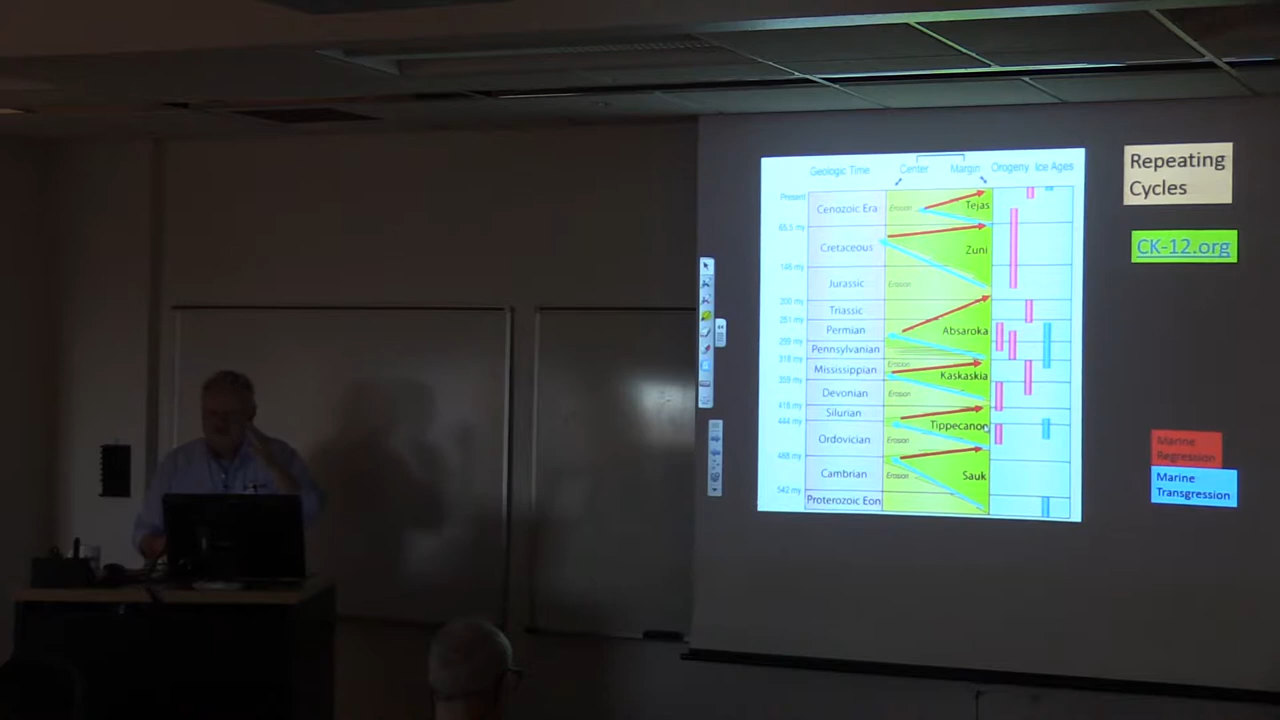 Geologic Time Center Margin Orogeny Ice Ages
Present
Cenozoic Era Erosion Tejas
65.5 my
Cretaceous Zuni
146 my
Jurassic Erosion
200 my
Triassic
251 my
Permian Absaroka
299 my
Pennsylvanian
318 my
Mississippian Erosion Kaskaskia
359 my
Devonian Erosion
416 my
Silurian
444 my
Tippecanoe
Ordovician Erosion
488 my
Cambrian Erosion Sauk
542 my
Proterozoic Eon
Repeating
Cycles
CK-12.org
Marine
Regression
Marine
Transgression